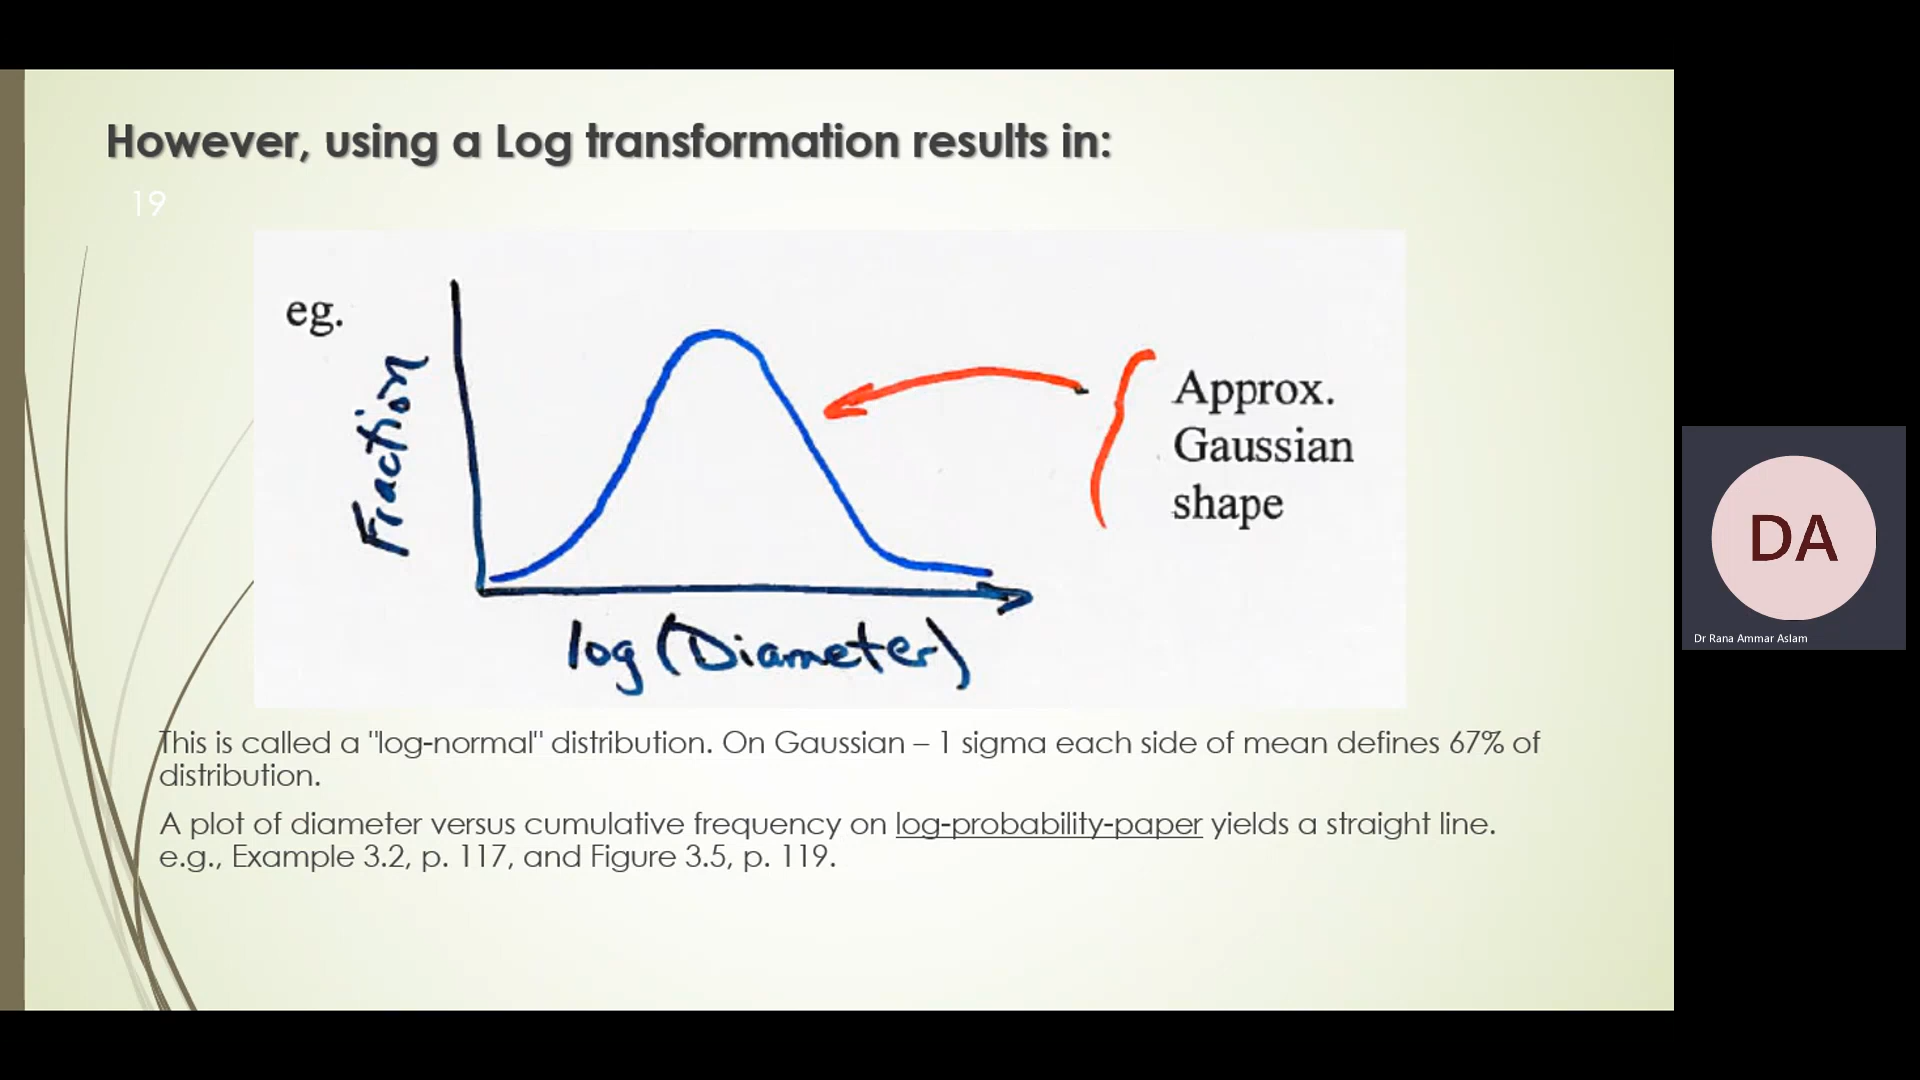 However, using a Log transformation results in:
19
eg.
Fraction
Approx.
Gaussian
shape
log (Diameter)
This is called a "log-normal" distribution. On Gaussian – 1 sigma each side of mean defines 67% of
distribution.
A plot of diameter versus cumulative frequency on log-probability-paper yields a straight line.
e.g., Example 3.2, p. 117, and Figure 3.5, p. 119.
DA
Dr Rana Ammar Aslam